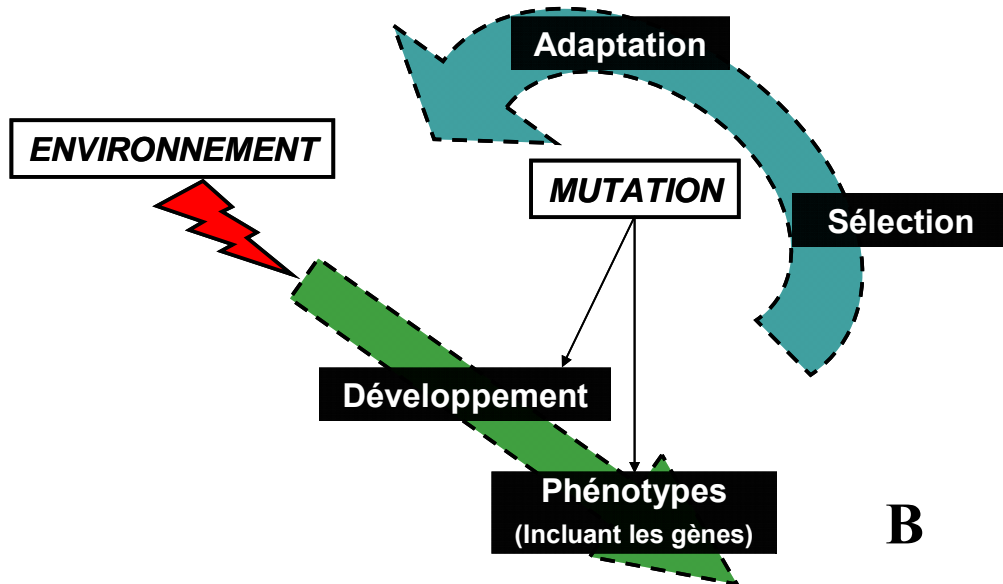 Adaptation
ENVIRONNEMENT
MUTATION
Sélection
Développement
Phénotypes
(Incluant les gènes)
B